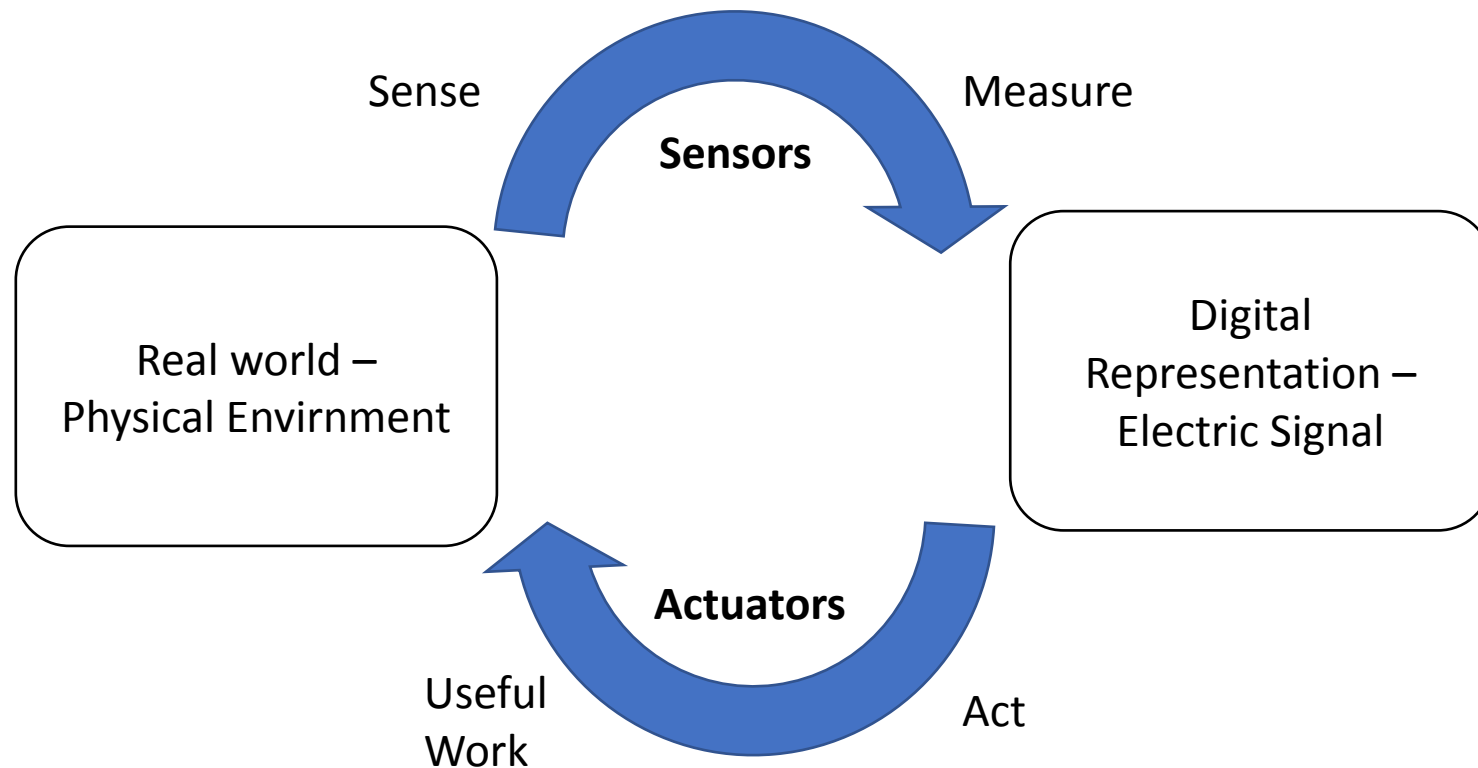 Sense
Measure
Sensors
Real world –
Physical Envirnment
Digital
Representation –
Electric Signal
Actuators
Useful
Work
Act